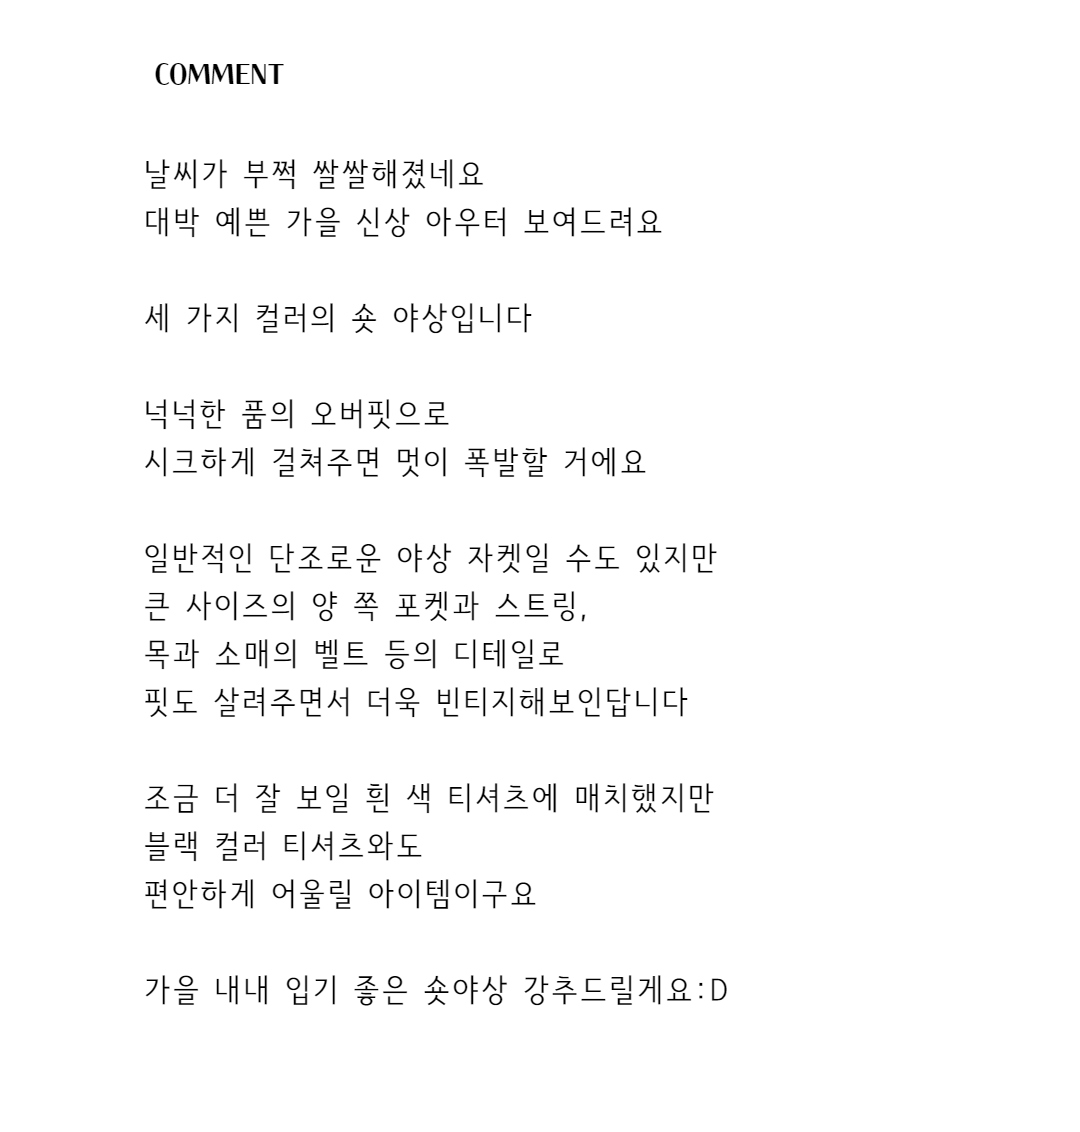 COMMENT
날씨가 부쩍 쌀쌀해졌네요
대박 예쁜 가을 신상 아우터 보여드려요
세 가지 컬러의 숏 야상입니다
넉넉한 품의 오버핏으로
시크하게 걸쳐주면 멋이 폭발할 거에요
일반적인 단조로운 야상 자켓일 수도 있지만
큰 사이즈의 양 쪽 포켓과 스트링,
목과 소매의 벨트 등의 디테일로
핏도 살려주면서 더욱 빈티지해보인답니다
조금 더 잘 보일 흰 색 티셔츠에 매치했지만
블랙 컬러 티셔츠와도
편안하게 어울릴 아이템이구요
가을 내내 입기 좋은 숏야상 강추드릴게요:D